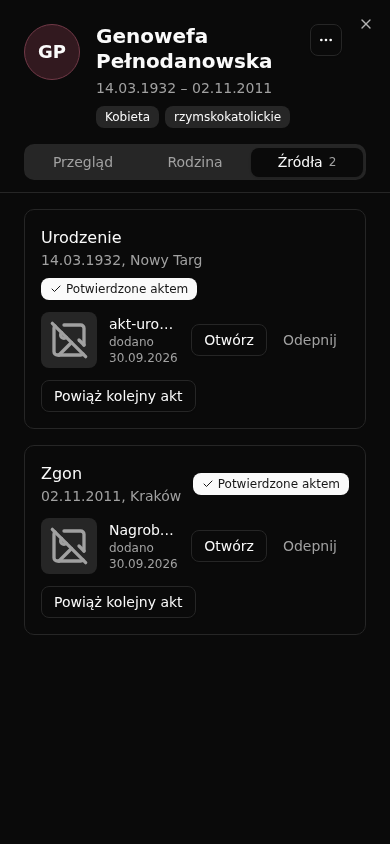 GP
Genowefa
Pełnodanowska
14.03.1932 – 02.11.2011
Kobieta
rzymskokatolickie
Przegląd
Rodzina
Źródła 2
Urodzenie
14.03.1932, Nowy Targ
Potwierdzone aktem
akt-uro...
dodano
30.09.2026
Otwórz
Odepnij
Powiąż kolejny akt
Zgon
02.11.2011, Kraków
Potwierdzone aktem
Nagrob...
dodano
30.09.2026
Otwórz
Odepnij
Powiąż kolejny akt